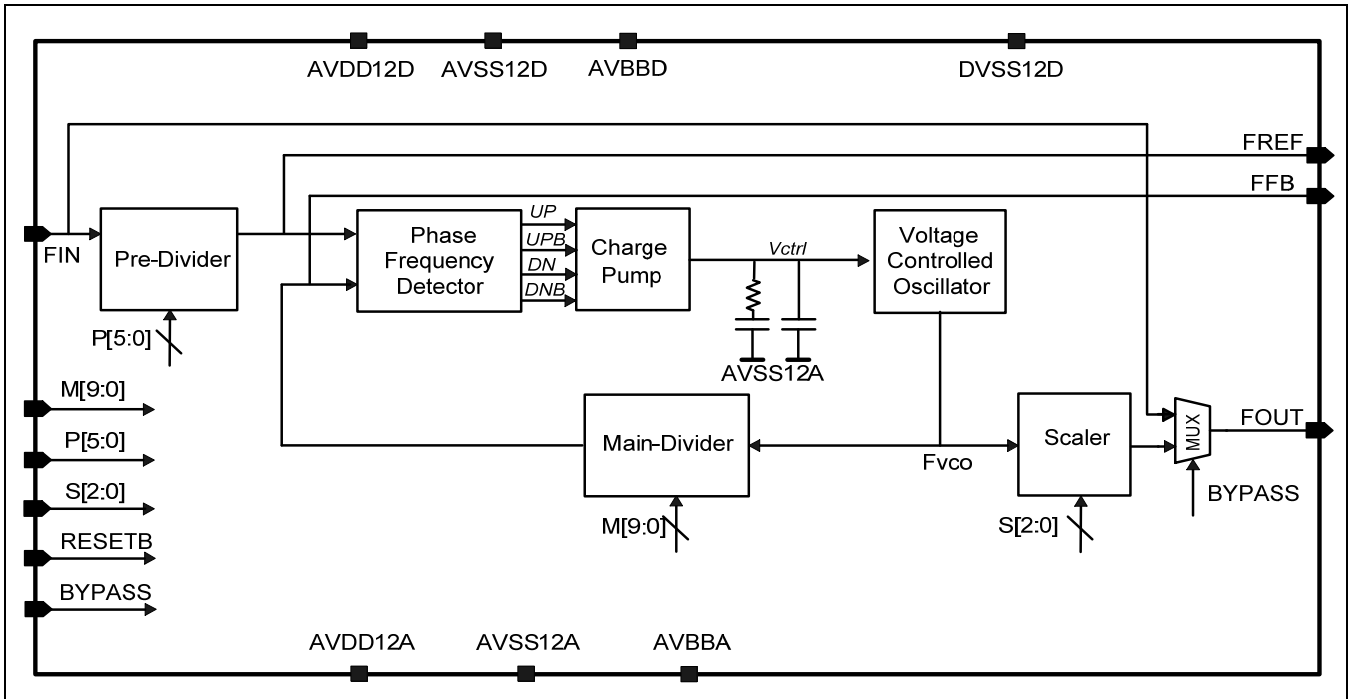 AVDD12D
AVSS12D
AVBBD
DVSS12D
FREF
FFB
FIN
Pre-Divider
P[5:0]
Phase
Frequency
Detector
UP
UPB
DN
DNB
Charge
Pump
Vctrl
AVSS12A
Voltage
Controlled
Oscillator
M[9:0]
P[5:0]
S[2:0]
RESETB
BYPASS
Main-Divider
M[9:0]
Fvco
Scaler
S[2:0]
MUX
FOUT
BYPASS
AVDD12A
AVSS12A
AVBBA